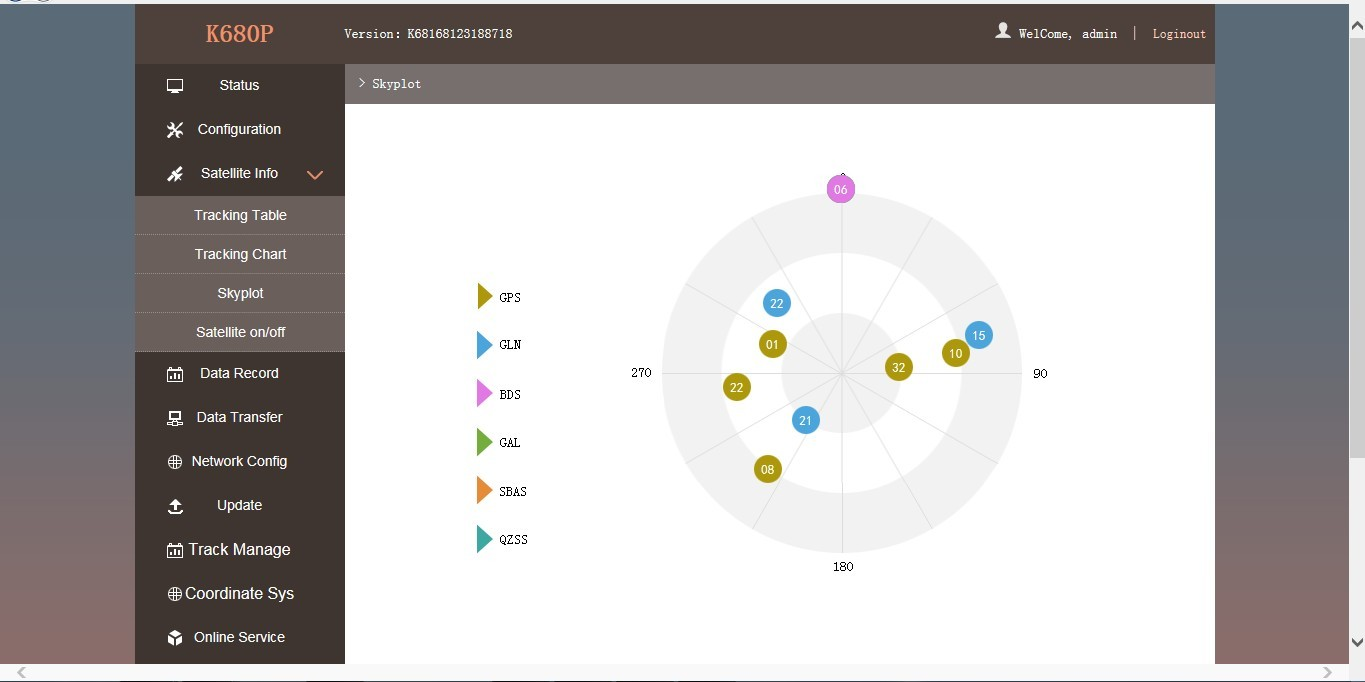 K680P
Version: K68168123188718
WelCome, admin | Loginout
Status
Configuration
Satellite Info
Tracking Table
Tracking Chart
Skyplot
Satellite on/off
Data Record
Data Transfer
Network Config
Update
Track Manage
Coordinate Sys
Online Service
> Skyplot
GPS
GLN
BDS
GAL
SBAS
QZSS
06
22
01
15
10
32
22
21
08
270
90
180